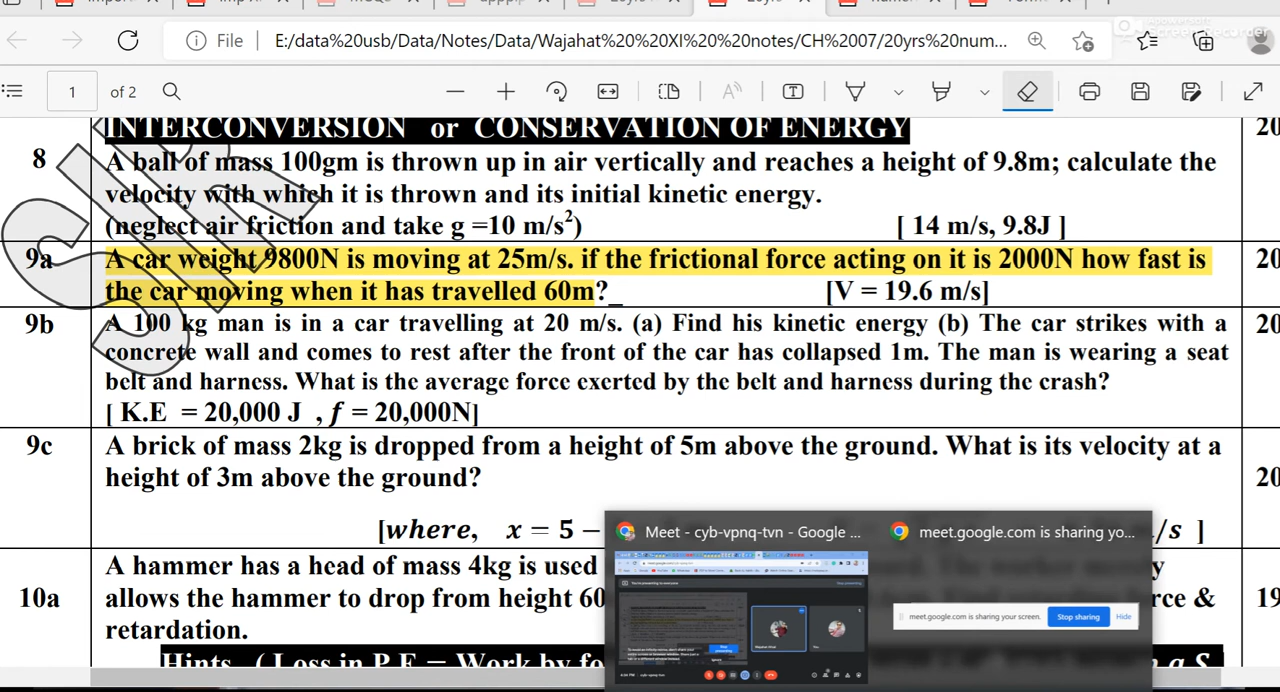 File | E:/data%20usb/Data/Notes/Data/Wajahat%20%20XI%20%20notes/CH%2007/20yrs%20num...
Apowersoft
Screen Recorder
1 of 2
INTERCONVERSION or CONSERVATION OF ENERGY
8 A ball of mass 100gm is thrown up in air vertically and reaches a height of 9.8m; calculate the
velocity with which it is thrown and its initial kinetic energy.
(neglect air friction and take g =10 m/s²) [ 14 m/s, 9.8J ]
9a A car weight 9800N is moving at 25m/s. if the frictional force acting on it is 2000N how fast is
the car moving when it has travelled 60m?_ [V = 19.6 m/s]
9b A 100 kg man is in a car travelling at 20 m/s. (a) Find his kinetic energy (b) The car strikes with a
concrete wall and comes to rest after the front of the car has collapsed 1m. The man is wearing a seat
belt and harness. What is the average force exerted by the belt and harness during the crash?
[ K.E = 20,000 J , f = 20,000N]
9c A brick of mass 2kg is dropped from a height of 5m above the ground. What is its velocity at a
height of 3m above the ground?
[where, x = 5 − /s ]
10a A hammer has a head of mass 4kg is used
allows the hammer to drop from height 60 rce &
retardation.
Hints ( Loss in P.E = Work by fo
Meet - cyb-vpnq-tvn - Google ...
meet.google.com is sharing yo...
meet.google.com is sharing your screen. Stop sharing Hide